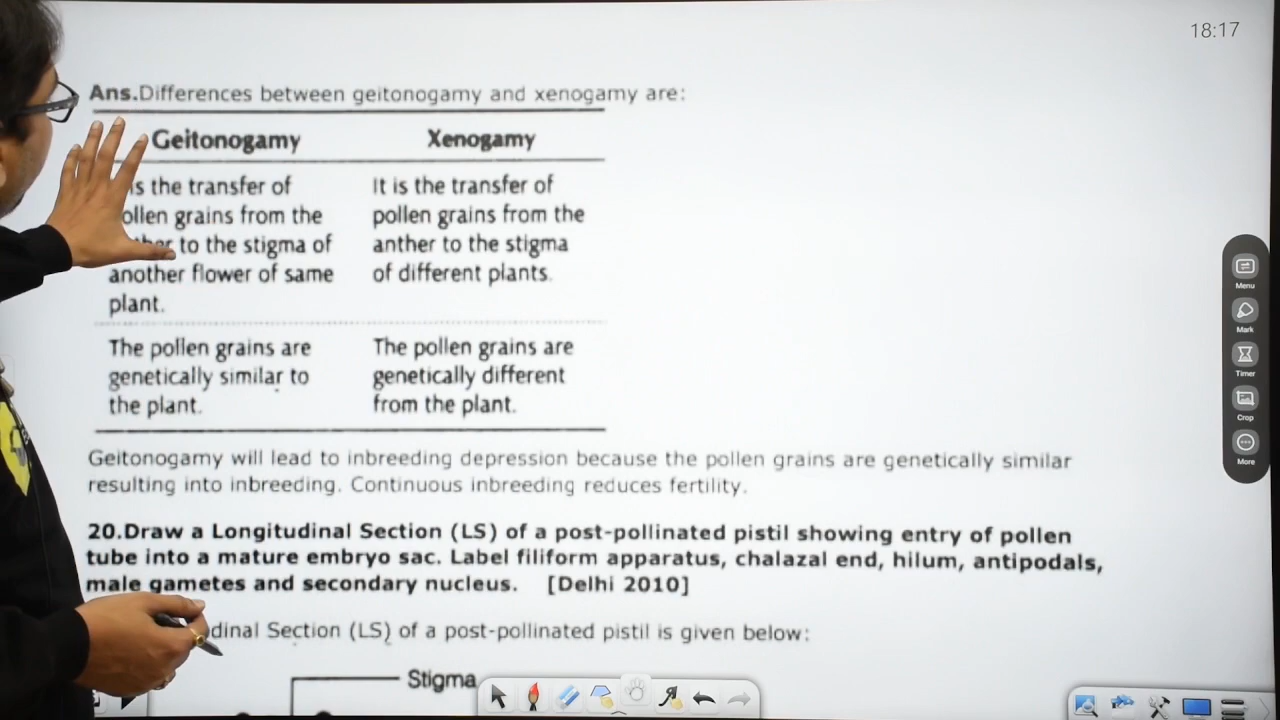 18:17
Ans.Differences between geitonogamy and xenogamy are:
Geitonogamy Xenogamy
is the transfer of
ollen grains from the
to the stigma of
another flower of same
plant.
It is the transfer of
pollen grains from the
anther to the stigma
of different plants.
The pollen grains are
genetically similar to
the plant.
The pollen grains are
genetically different
from the plant.
Geitonogamy will lead to inbreeding depression because the pollen grains are genetically similar
resulting into inbreeding. Continuous inbreeding reduces fertility.
20.Draw a Longitudinal Section (LS) of a post-pollinated pistil showing entry of pollen
tube into a mature embryo sac. Label filiform apparatus, chalazal end, hilum, antipodals,
male gametes and secondary nucleus. [Delhi 2010]
dinal Section (LS) of a post-pollinated pistil is given below:
Stigma
Menu
Mark
Timer
Crop
More